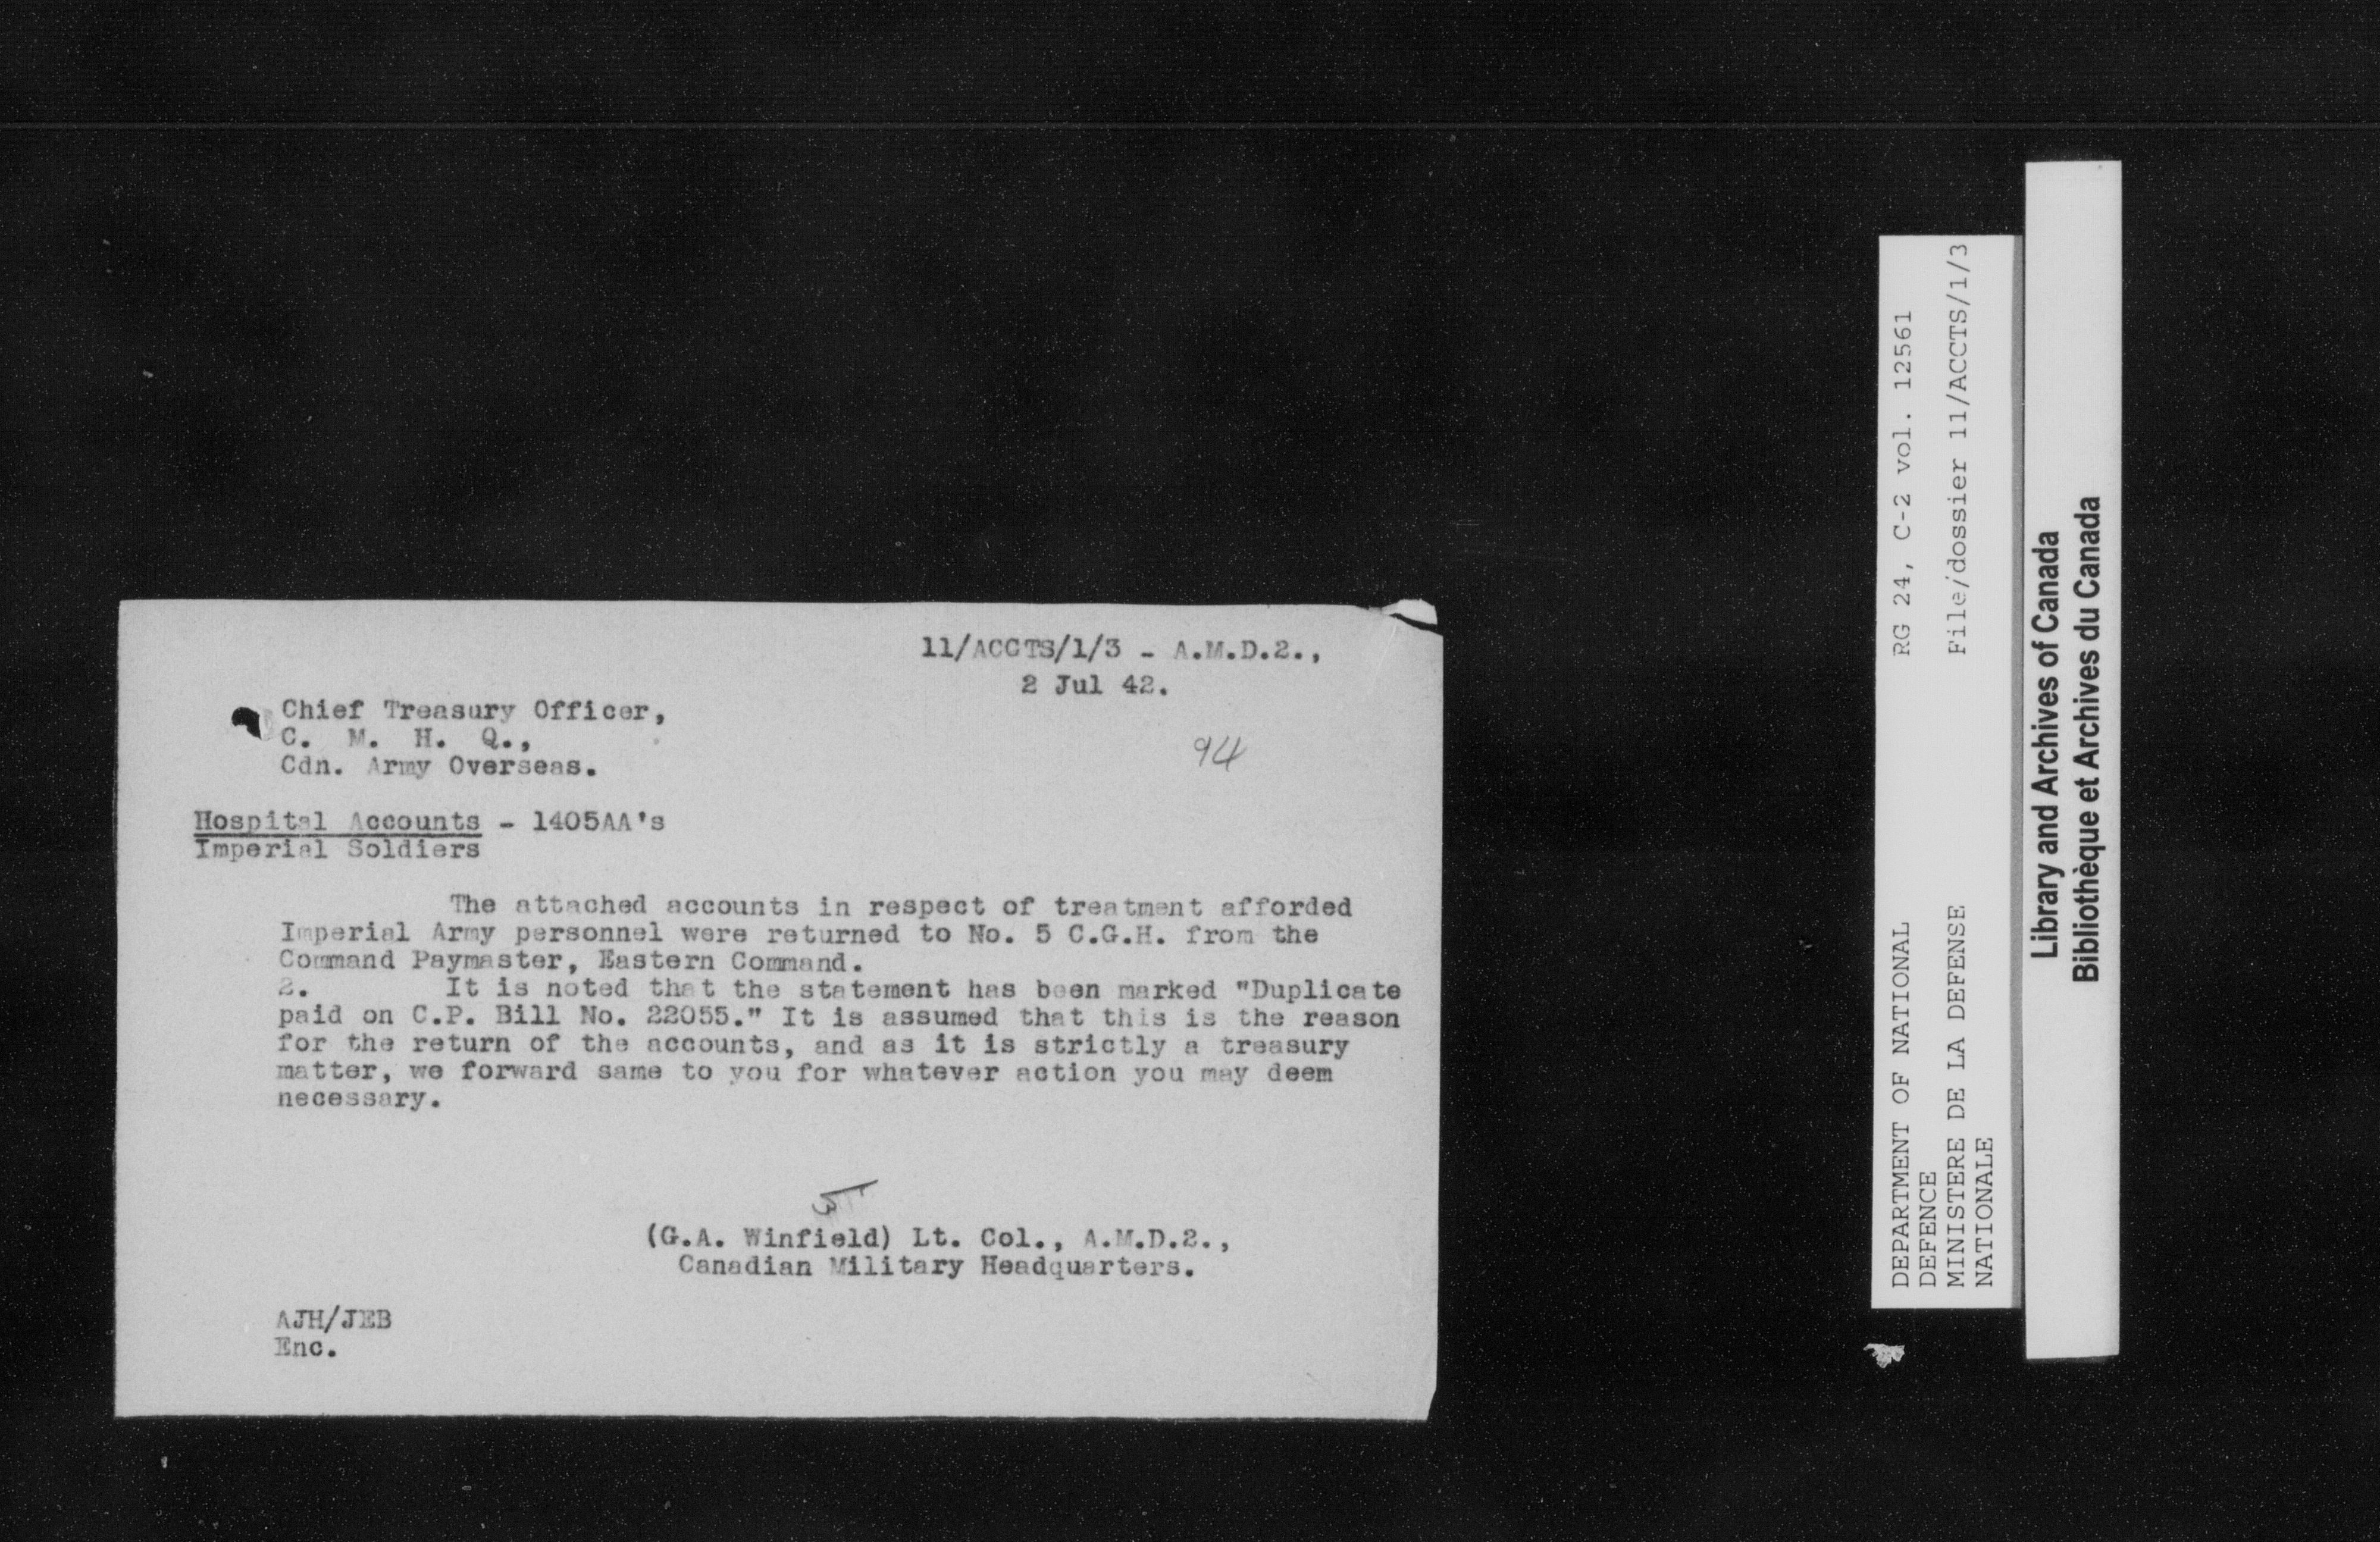 11/ACCTS/1/3 - A.M.D.2.,
2 Jul 42.
Chief Treasury Officer,
C. M. H. Q.,
Cdn. Army Overseas.
94
Hospital Accounts - 1405AA's
Imperial Soldiers
The attached accounts in respect of treatment afforded
Imperial Army personnel were returned to No. 5 C.G.H. from the
Command Paymaster, Eastern Command.
2. It is noted that the statement has been marked "Duplicate
paid on C.P. Bill No. 22055." It is assumed that this is the reason
for the return of the accounts, and as it is strictly a treasury
matter, we forward same to you for whatever action you may deem
necessary.
(G.A. Winfield) Lt. Col., A.M.D.2.,
Canadian Military Headquarters.
AJH/JEB
Enc.
DEPARTMENT OF NATIONAL
DEFENCE
MINISTERE DE LA DEFENSE
NATIONALE
RG 24, C-2 vol. 12561
File/dossier 11/ACCTS/1/3
Library and Archives of Canada
Bibliothèque et Archives du Canada